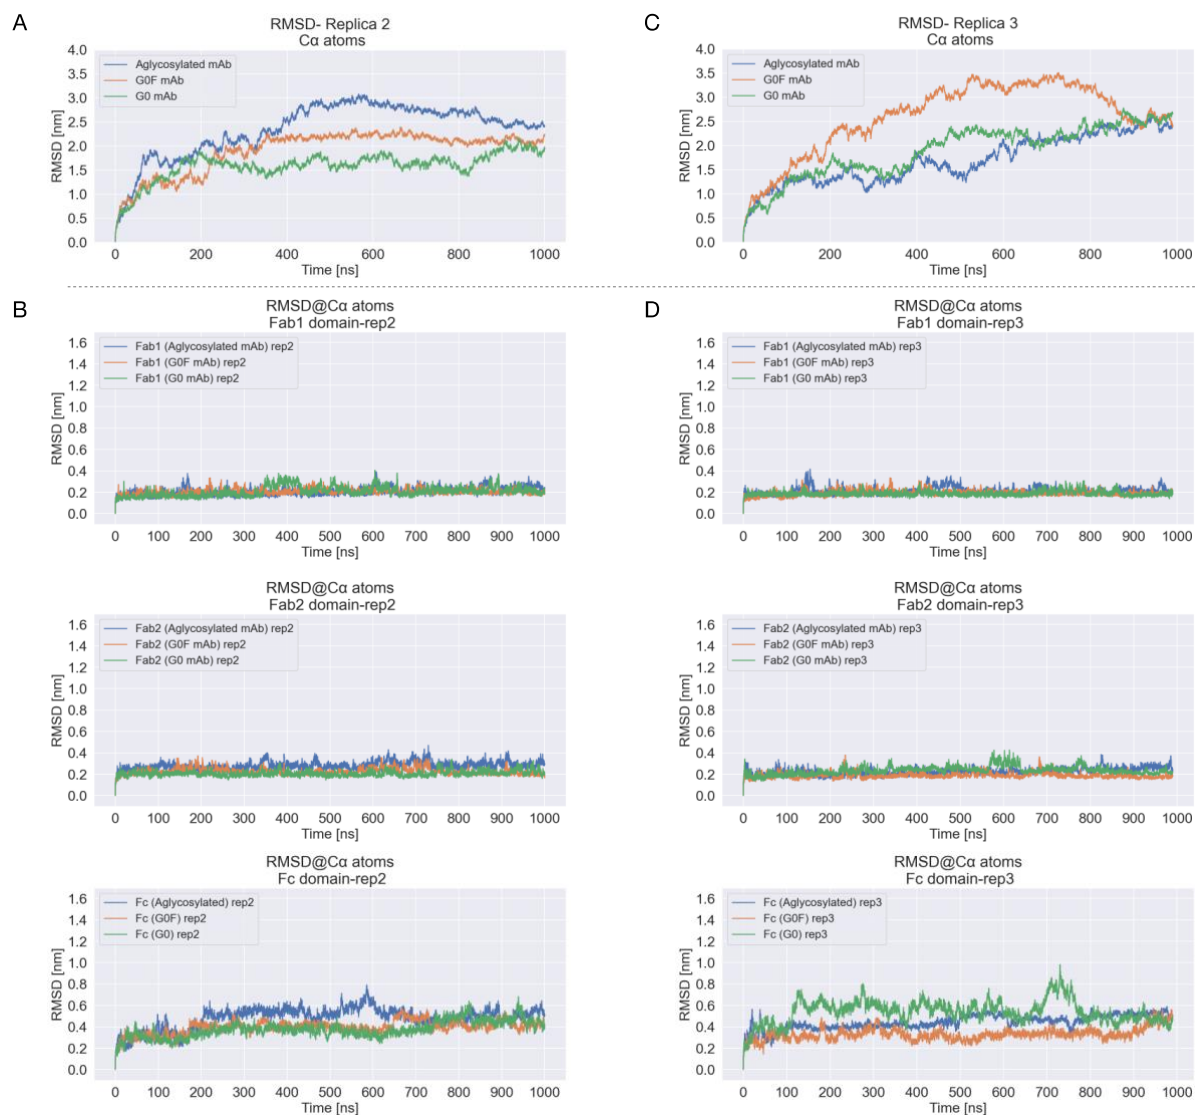 A
RMSD- Replica 2
Cα atoms
4.0
3.5
3.0
2.5
2.0
1.5
1.0
0.5
0.0
RMSD [nm]
Aglycosylated mAb
G0F mAb
G0 mAb
0 200 400 600 800 1000
Time [ns]
C
RMSD- Replica 3
Cα atoms
4.0
3.5
3.0
2.5
2.0
1.5
1.0
0.5
0.0
RMSD [nm]
Aglycosylated mAb
G0F mAb
G0 mAb
0 200 400 600 800 1000
Time [ns]
B
RMSD@Cα atoms
Fab1 domain-rep2
1.6
1.4
1.2
1.0
0.8
0.6
0.4
0.2
0.0
RMSD [nm]
Fab1 (Aglycosylated mAb) rep2
Fab1 (G0F mAb) rep2
Fab1 (G0 mAb) rep2
0 100 200 300 400 500 600 700 800 900 1000
Time [ns]
RMSD@Cα atoms
Fab2 domain-rep2
1.6
1.4
1.2
1.0
0.8
0.6
0.4
0.2
0.0
RMSD [nm]
Fab2 (Aglycosylated mAb) rep2
Fab2 (G0F mAb) rep2
Fab2 (G0 mAb) rep2
0 100 200 300 400 500 600 700 800 900 1000
Time [ns]
RMSD@Cα atoms
Fc domain-rep2
1.6
1.4
1.2
1.0
0.8
0.6
0.4
0.2
0.0
RMSD [nm]
Fc (Aglycosylated) rep2
Fc (G0F) rep2
Fc (G0) rep2
0 100 200 300 400 500 600 700 800 900 1000
Time [ns]
D
RMSD@Cα atoms
Fab1 domain-rep3
1.6
1.4
1.2
1.0
0.8
0.6
0.4
0.2
0.0
RMSD [nm]
Fab1 (Aglycosylated mAb) rep3
Fab1 (G0F mAb) rep3
Fab1 (G0 mAb) rep3
0 100 200 300 400 500 600 700 800 900 1000
Time [ns]
RMSD@Cα atoms
Fab2 domain-rep3
1.6
1.4
1.2
1.0
0.8
0.6
0.4
0.2
0.0
RMSD [nm]
Fab2 (Aglycosylated mAb) rep3
Fab2 (G0F mAb) rep3
Fab2 (G0 mAb) rep3
0 100 200 300 400 500 600 700 800 900 1000
Time [ns]
RMSD@Cα atoms
Fc domain-rep3
1.6
1.4
1.2
1.0
0.8
0.6
0.4
0.2
0.0
RMSD [nm]
Fc (Aglycosylated) rep3
Fc (G0F) rep3
Fc (G0) rep3
0 100 200 300 400 500 600 700 800 900 1000
Time [ns]